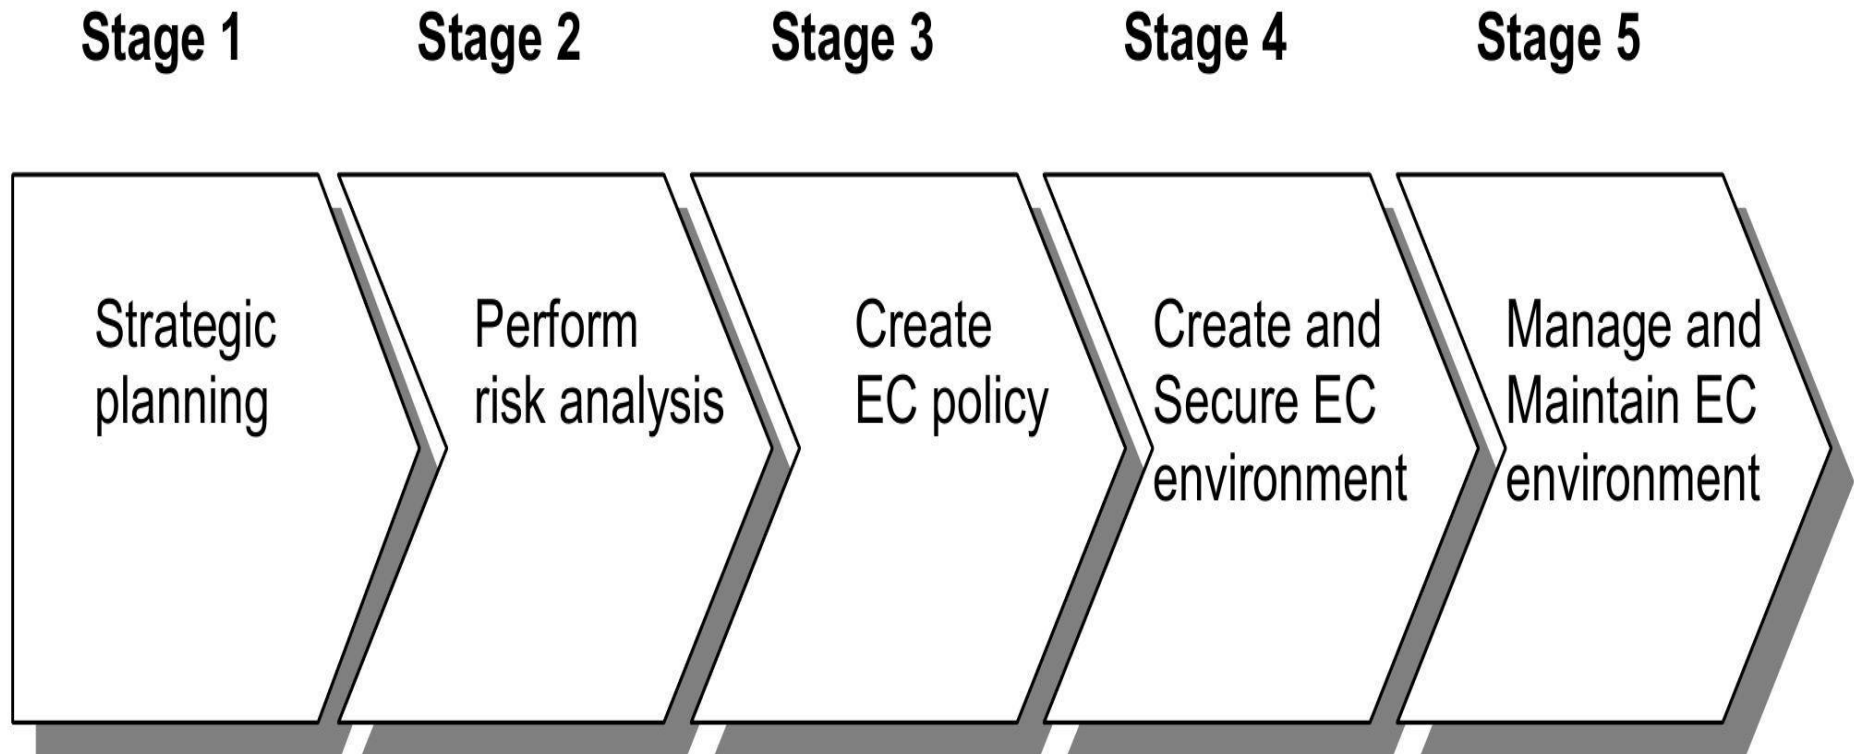 Stage 1
Stage 2
Stage 3
Stage 4
Stage 5
Strategic
planning
Perform
risk analysis
Create
EC policy
Create and
Secure EC
environment
Manage and
Maintain EC
environment